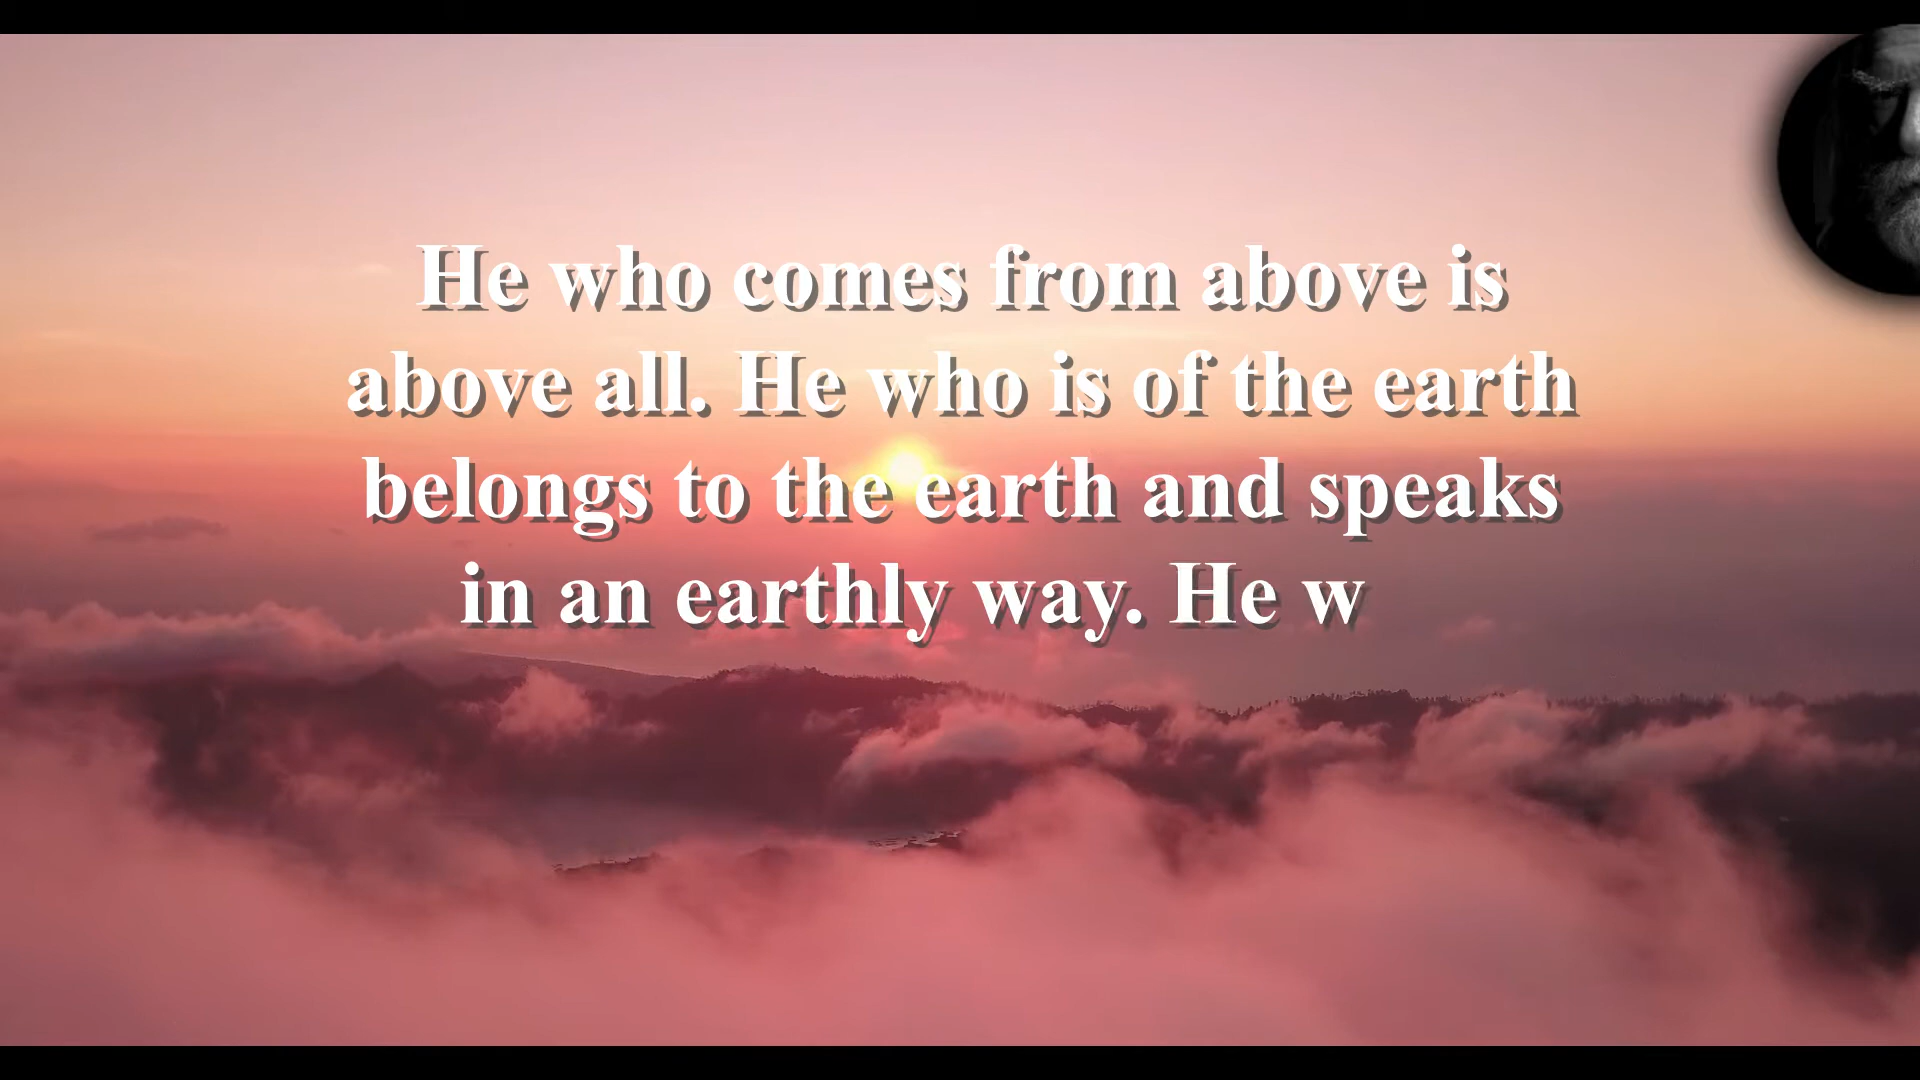 He who comes from above is
above all. He who is of the earth
belongs to the earth and speaks
in an earthly way. He w